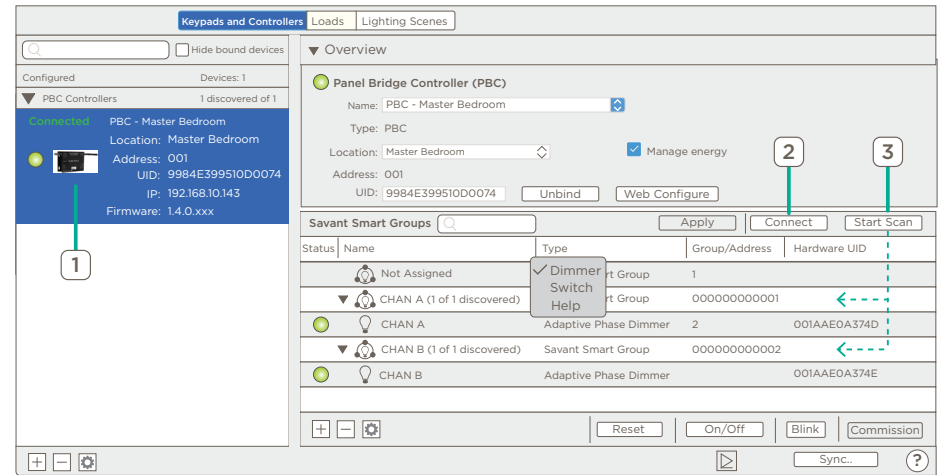 Keypads and Controllers Loads Lighting Scenes
Hide bound devices
Configured Devices: 1
PBC Controllers 1 discovered of 1
Connected PBC - Master Bedroom
Location: Master Bedroom
Address: 001
UID: 9984E399510D0074
IP: 192.168.10.143
Firmware: 1.4.0.xxx
1
Overview
Panel Bridge Controller (PBC)
Name: PBC - Master Bedroom
Type: PBC
Location: Master Bedroom Manage energy
Address: 001
UID: 9984E399510D0074 Unbind Web Configure
2 3
Savant Smart Groups Apply Connect Start Scan
Status Name Type Group/Address Hardware UID
Not Assigned rt Group 1
Dimmer
Switch
Help
CHAN A (1 of 1 discovered) rt Group 000000000001
CHAN A Adaptive Phase Dimmer 2 001AAE0A374D
CHAN B (1 of 1 discovered) Savant Smart Group 000000000002
CHAN B Adaptive Phase Dimmer 001AAE0A374E
Reset On/Off Blink Commission
Sync.. ?